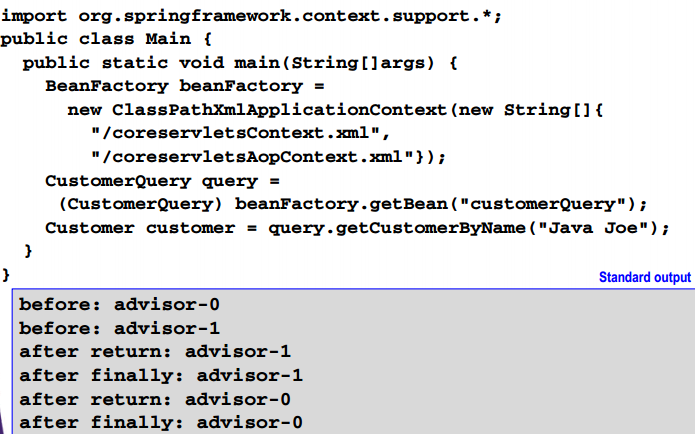 import org.springframework.context.support.*;
public class Main {
  public static void main(String[]args) {
    BeanFactory beanFactory =
      new ClassPathXmlApplicationContext(new String[]{
        "/coreservletsContext.xml",
        "/coreservletsAopContext.xml"});
    CustomerQuery query =
     (CustomerQuery) beanFactory.getBean("customerQuery");
    Customer customer = query.getCustomerByName("Java Joe");
  }
}
Standard output
before: advisor-0
before: advisor-1
after return: advisor-1
after finally: advisor-1
after return: advisor-0
after finally: advisor-0